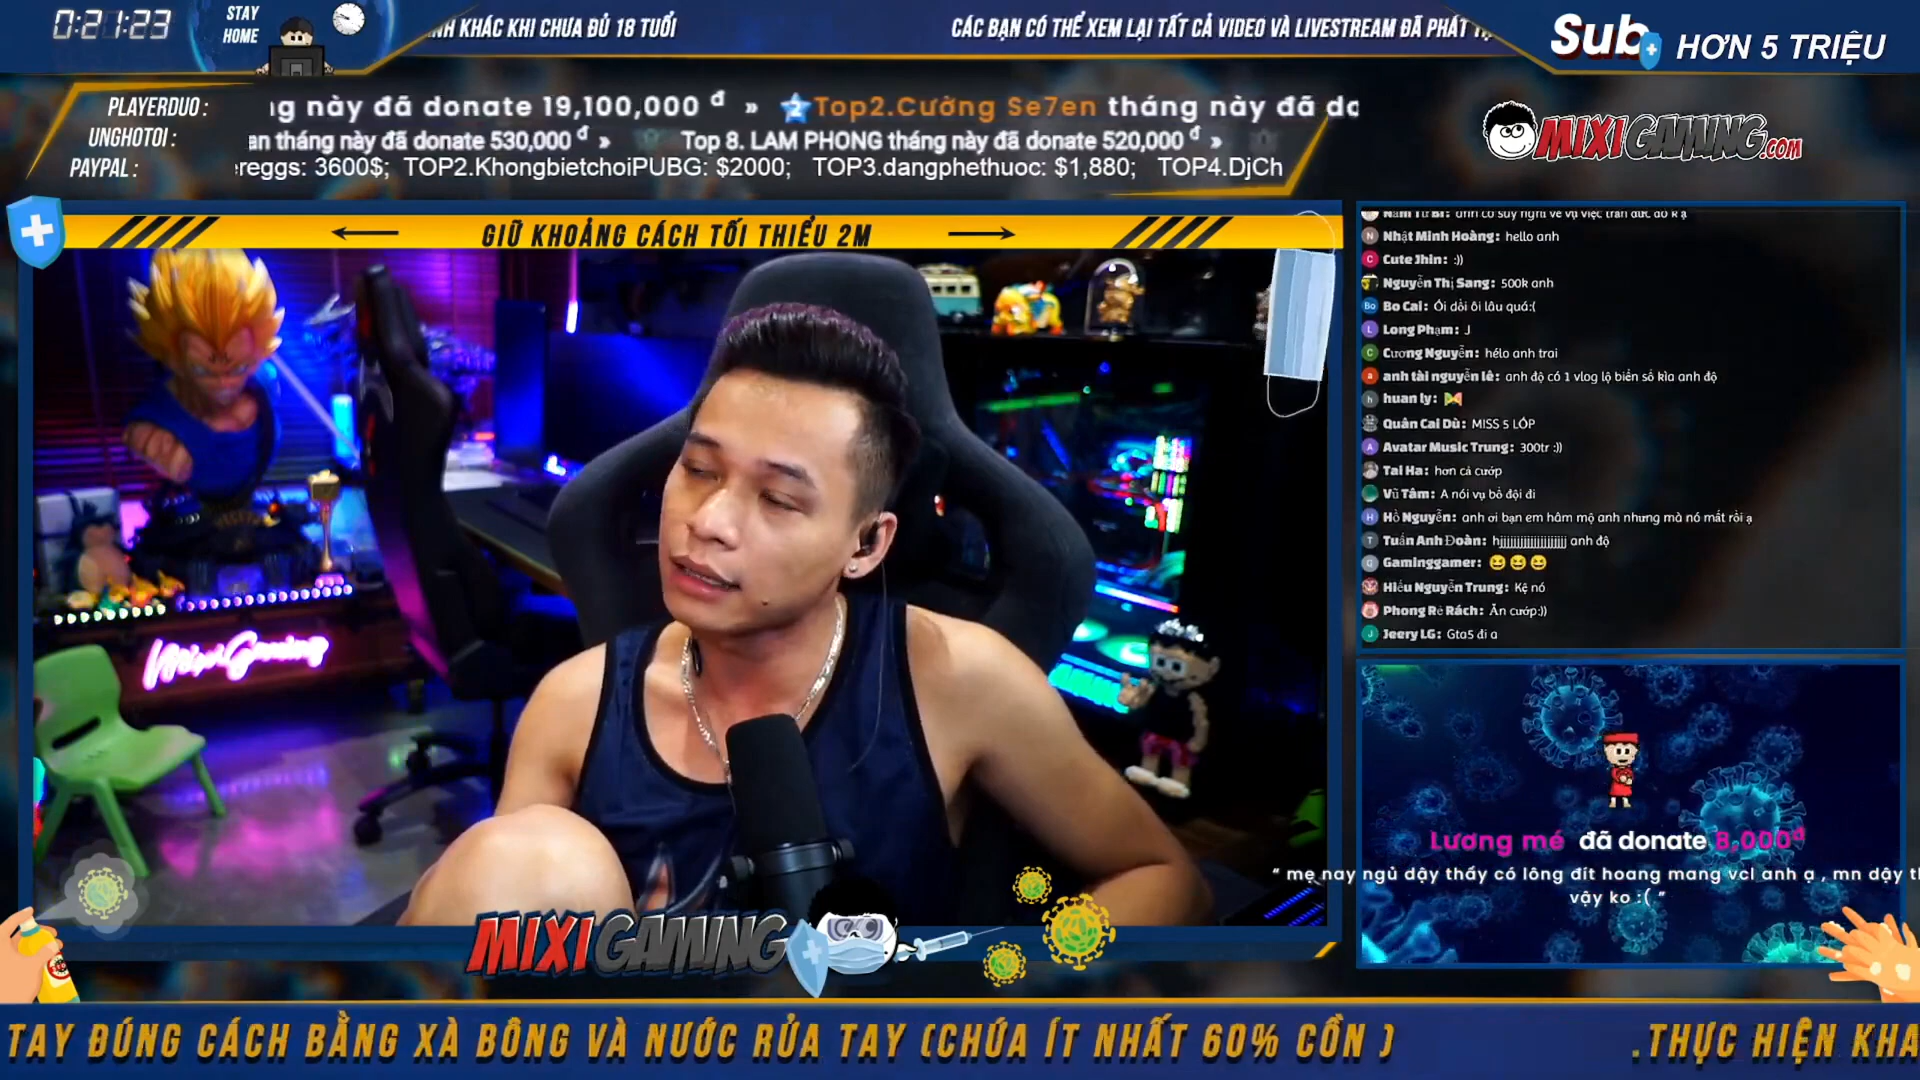 0:21:23
STAY
HOME
NH KHÁC KHI CHƯA ĐỦ 18 TUỔI
CÁC BẠN CÓ THỂ XEM LẠI TẤT CẢ VIDEO VÀ LIVESTREAM ĐÃ PHÁT
Sub HƠN 5 TRIỆU
PLAYERDUO :
UNGHOTOI :
PAYPAL :
ng này đã donate 19,100,000 đ » 2 Top2.Cường Se7en tháng này đã do
an tháng này đã donate 530,000 đ » Top 8. LAM PHONG tháng này đã donate 520,000 đ »
reggs: 3600$; TOP2.KhongbietchoiPUBG: $2000; TOP3.dangphethuoc: $1,880; TOP4.DjCh
MIXIGAMING.COM
GIỮ KHOẢNG CÁCH TỐI THIỂU 2M
Nhật Minh Hoàng: hello anh
Cute Jhin: :))
Nguyễn Thị Sang: 500k anh
Bo Cai: Ôi dồi ôi lâu quá:(
Long Phạm: J
Cương Nguyễn: hélo anh trai
anh tài nguyễn lê: anh độ có 1 vlog lộ biển số kìa anh độ
huan ly:
Quân Cai Dù: MISS 5 LỐP
Avatar Music Trung: 300tr :))
Tai Ha: hơn cả cướp
Vũ Tâm: A nói vụ bộ đội đi
Hồ Nguyễn: anh ơi bạn em hâm mộ anh nhưng mà nó mất rồi ạ
Tuấn Anh Đoàn: hjjjjjjjjjjjjjjjjjjjjj anh độ
Gaminggamer: 😆 😆 😆
Hiếu Nguyễn Trung: Kệ nó
Phong Rẻ Rách: Ăn cướp:))
Jeery LG: Gta5 đi a
MixiGaming
Lương mé đã donate 8,000đ
“ mẹ nay ngủ dậy thấy có lông đít hoang mang vcl anh ạ , mn dậy th
vậy ko :( ”
MIXIGAMING
TAY ĐÚNG CÁCH BẰNG XÀ BÔNG VÀ NƯỚC RỬA TAY (CHỨA ÍT NHẤT 60% CỒN )
.THỰC HIỆN KHA